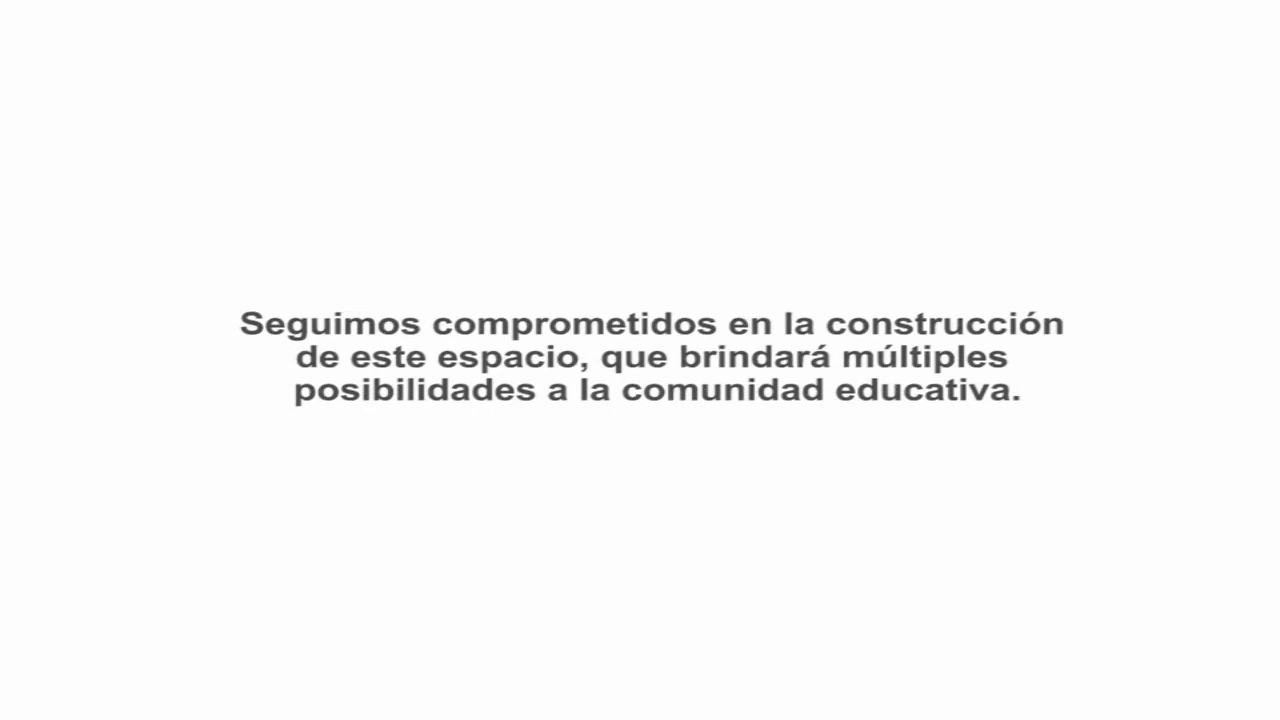 Seguimos comprometidos en la construcción
de este espacio, que brindará múltiples
posibilidades a la comunidad educativa.